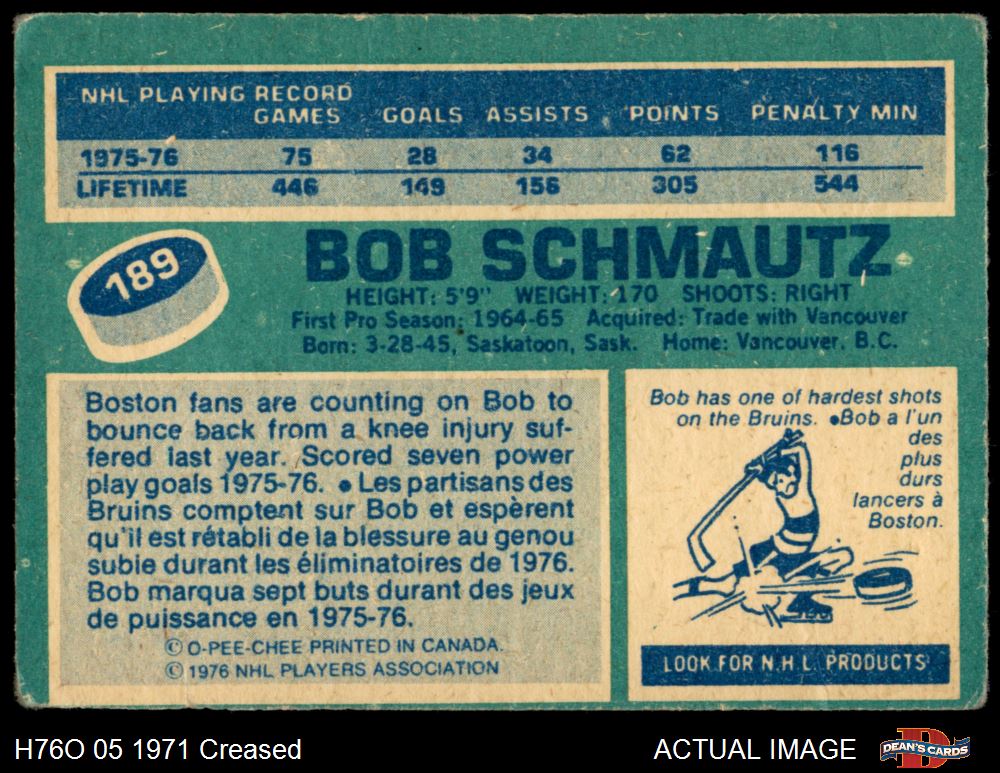 NHL PLAYING RECORD
GAMES GOALS ASSISTS POINTS PENALTY MIN
1975-76 75 28 34 62 116
LIFETIME 446 149 156 305 544
189
BOB SCHMAUTZ
HEIGHT: 5'9" WEIGHT: 170 SHOOTS: RIGHT
First Pro Season: 1964-65 Acquired: Trade with Vancouver
Born: 3-28-45, Saskatoon, Sask. Home: Vancouver, B.C.
Boston fans are counting on Bob to
bounce back from a knee injury suf-
fered last year. Scored seven power
play goals 1975-76. ● Les partisans des
Bruins comptent sur Bob et espèrent
qu'il est rétabli de la blessure au genou
subie durant les éliminatoires de 1976.
Bob marqua sept buts durant des jeux
de puissance en 1975-76.
© O-PEE-CHEE PRINTED IN CANADA.
© 1976 NHL PLAYERS ASSOCIATION
Bob has one of hardest shots
on the Bruins. ●Bob a l'un
des
plus
durs
lancers à
Boston.
LOOK FOR N.H.L. PRODUCTS
H76O 05 1971 Creased
ACTUAL IMAGE
DEAN'S CARDS